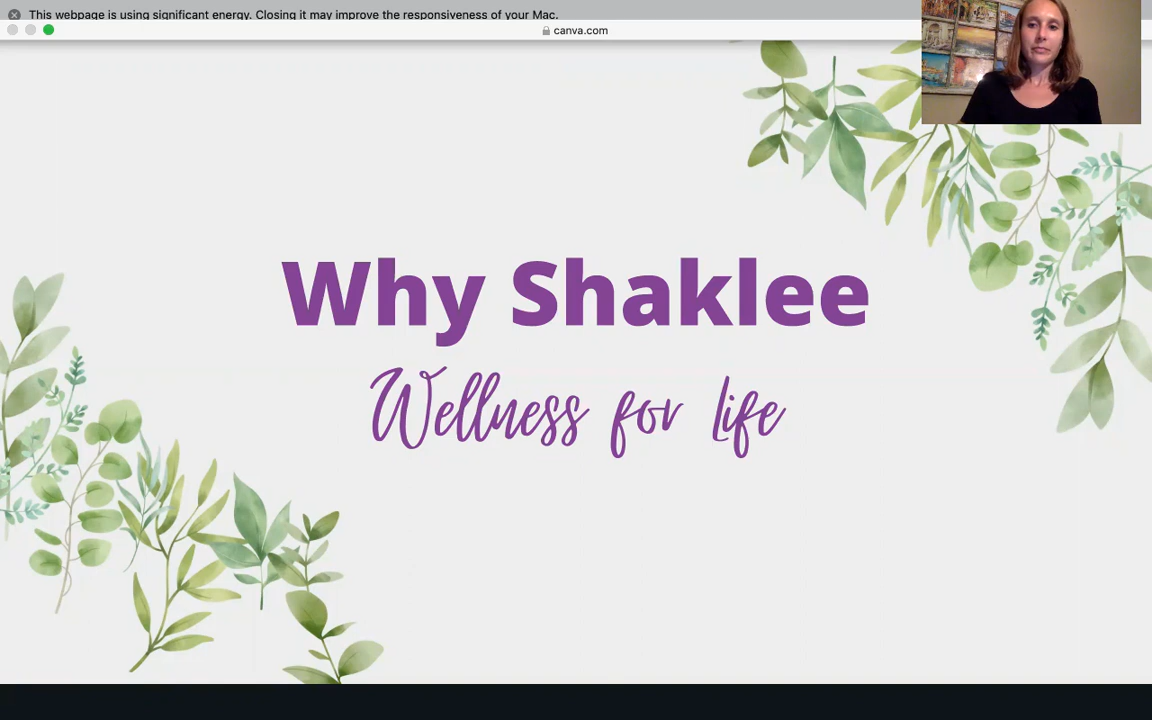 This webpage is using significant energy. Closing it may improve the responsiveness of your Mac.
canva.com
Why Shaklee
Wellness for Life